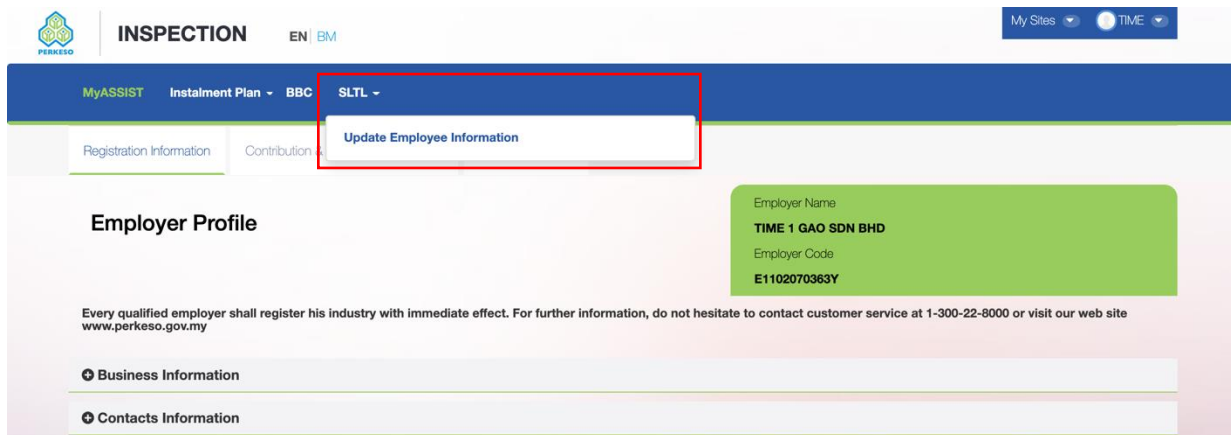 My Sites
TIME
PERKESO
INSPECTION
EN| BM
MyASSIST Instalment Plan BBC SLTL
Update Employee Information
Registration Information Contribution &
Employer Profile
Employer Name
TIME 1 GAO SDN BHD
Employer Code
E1102070363Y
Every qualified employer shall register his industry with immediate effect. For further information, do not hesitate to contact customer service at 1-300-22-8000 or visit our web site
www.perkeso.gov.my
Business Information
Contacts Information